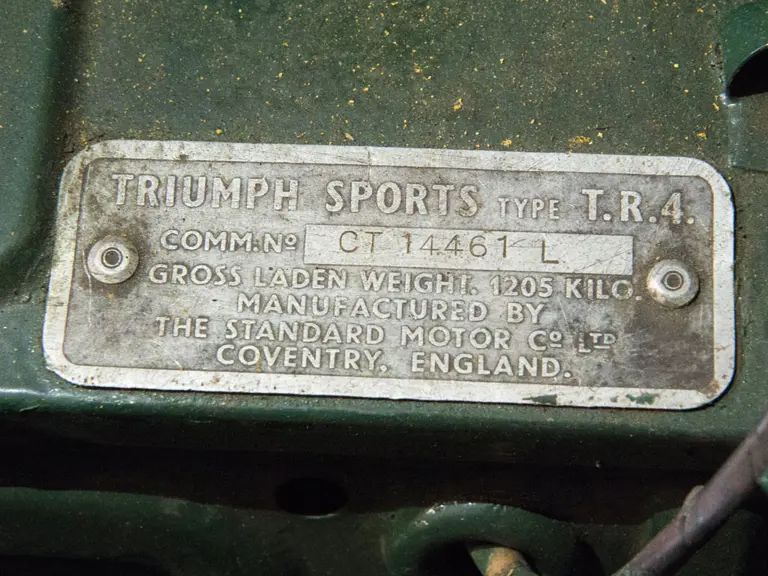 TRIUMPH SPORTS TYPE T.R.4.
COMM. Nº CT 14461 L
GROSS LADEN WEIGHT. 1205 KILO.
MANUFACTURED BY
THE STANDARD MOTOR Cº LTD
COVENTRY, ENGLAND.